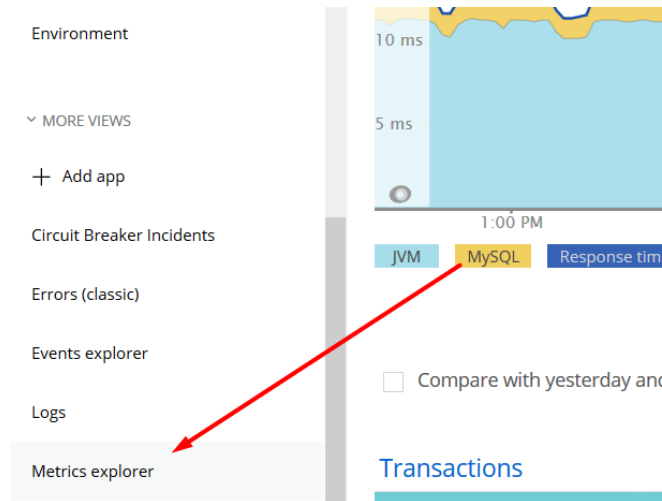 Environment
MORE VIEWS
+ Add app
Circuit Breaker Incidents
Errors (classic)
Events explorer
Logs
Metrics explorer
10 ms
5 ms
1:00 PM
JVM MySQL Response tim
Compare with yesterday and
Transactions